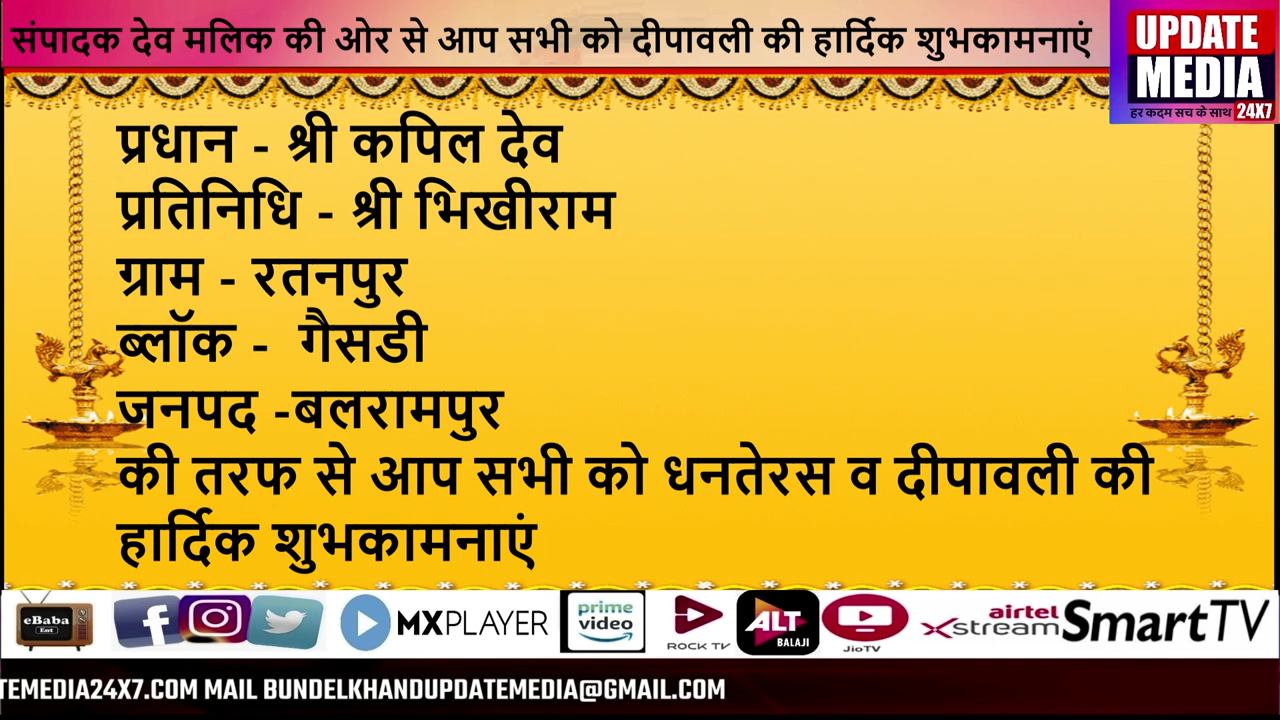 संपादक देव मलिक की ओर से आप सभी को दीपावली की हार्दिक शुभकामनाएं
UPDATE
MEDIA
हर कदम सच के साथ 24X7
प्रधान - श्री कपिल देव
प्रतिनिधि - श्री भिखीराम
ग्राम - रतनपुर
ब्लॉक - गैसडी
जनपद -बलरामपुर
की तरफ से आप सभी को धनतेरस व दीपावली की
हार्दिक शुभकामनाएं
eBaba
Ent
MXPLAYER
prime
video
ROCK TV
ALT
BALAJI
JioTV
airtel
Xstream
SmartTV
TEMEDIA24X7.COM MAIL BUNDELKHANDUPDATEMEDIA@GMAIL.COM